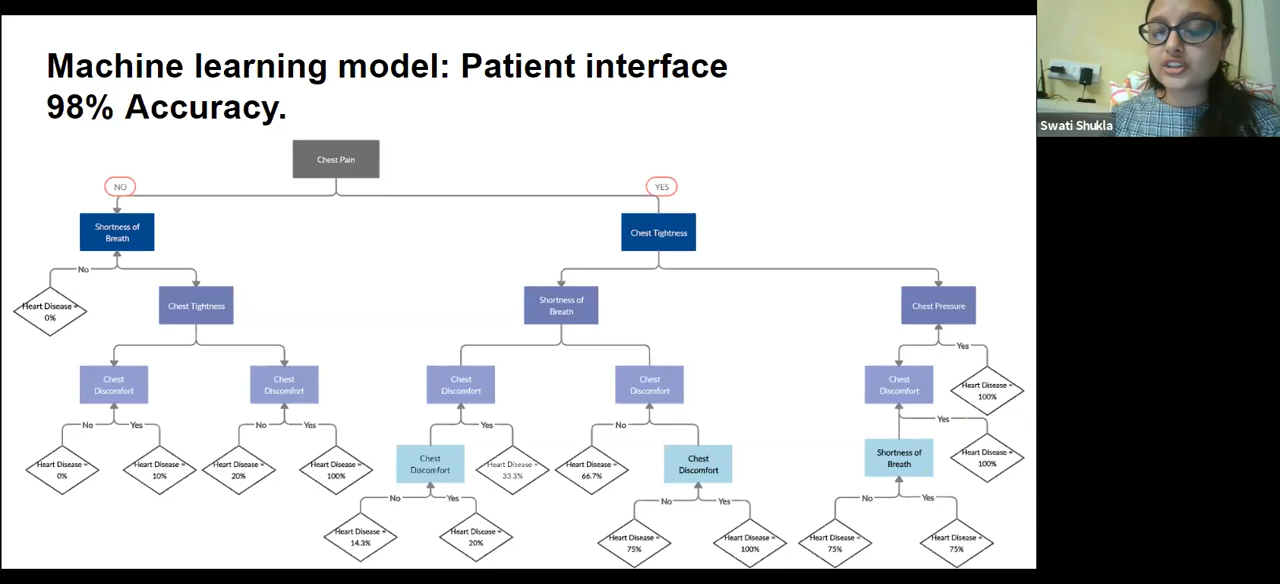 Machine learning model: Patient interface
98% Accuracy.
Swati Shukla
Chest Pain
NO
YES
Shortness of
Breath
Chest Tightness
No
Heart Disease =
0%
Chest Tightness
Shortness of
Breath
Chest Pressure
Yes
Chest
Discomfort
Chest
Discomfort
Chest
Discomfort
Chest
Discomfort
Chest
Discomfort
Heart Disease =
100%
No
Yes
No
Yes
Yes
No
Yes
Heart Disease =
0%
Heart Disease =
10%
Heart Disease =
20%
Heart Disease =
100%
Chest
Discomfort
Heart Disease =
33.3%
Heart Disease =
66.7%
Chest
Discomfort
Shortness of
Breath
Heart Disease =
100%
No
Yes
No
Yes
No
Yes
Heart Disease =
14.3%
Heart Disease =
20%
Heart Disease =
75%
Heart Disease =
100%
Heart Disease =
75%
Heart Disease =
75%